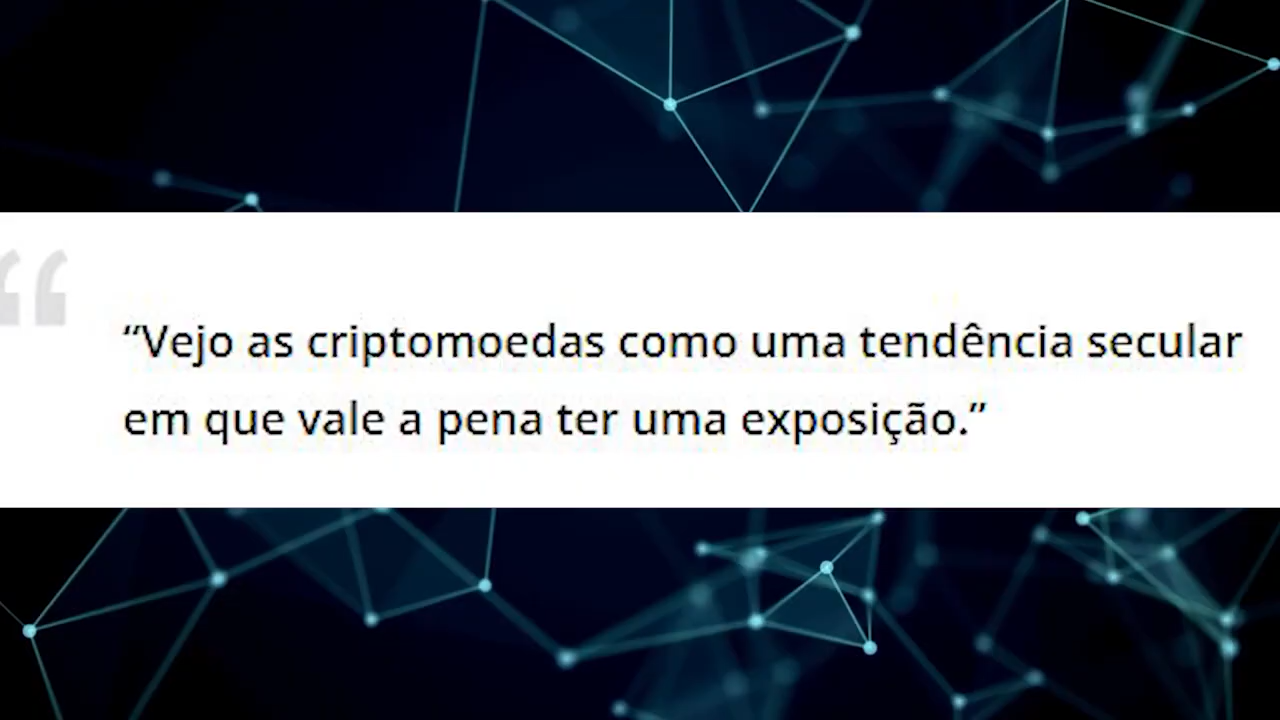 “Vejo as criptomoedas como uma tendência secular
em que vale a pena ter uma exposição.”